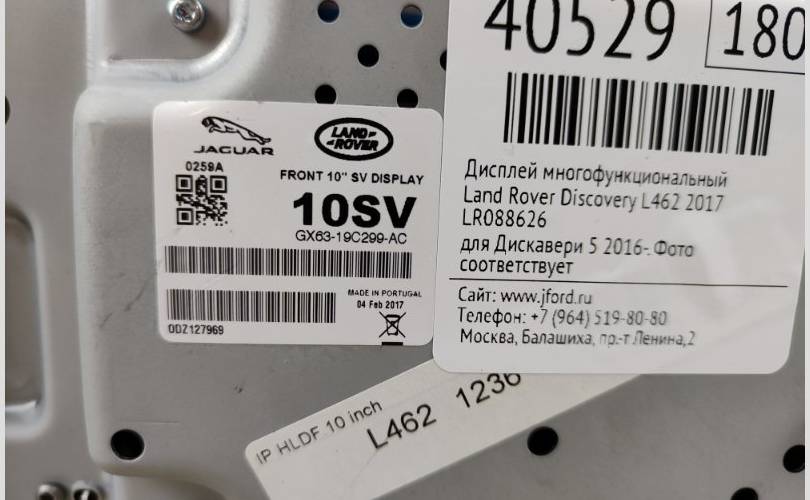 JAGUAR
LAND ROVER
0259A
FRONT 10" SV DISPLAY
10SV
GX63-19C299-AC
MADE IN PORTUGAL
04 Feb 2017
ODZ127969
40529
180
Дисплей многофункциональный
Land Rover Discovery L462 2017
LR088626
для Дискавери 5 2016-. Фото
соответствует
Сайт: www.jford.ru
Телефон: +7 (964) 519-80-80
Москва, Балашиха, пр.-т Ленина,2
IP HLDF 10 inch
L462 1236